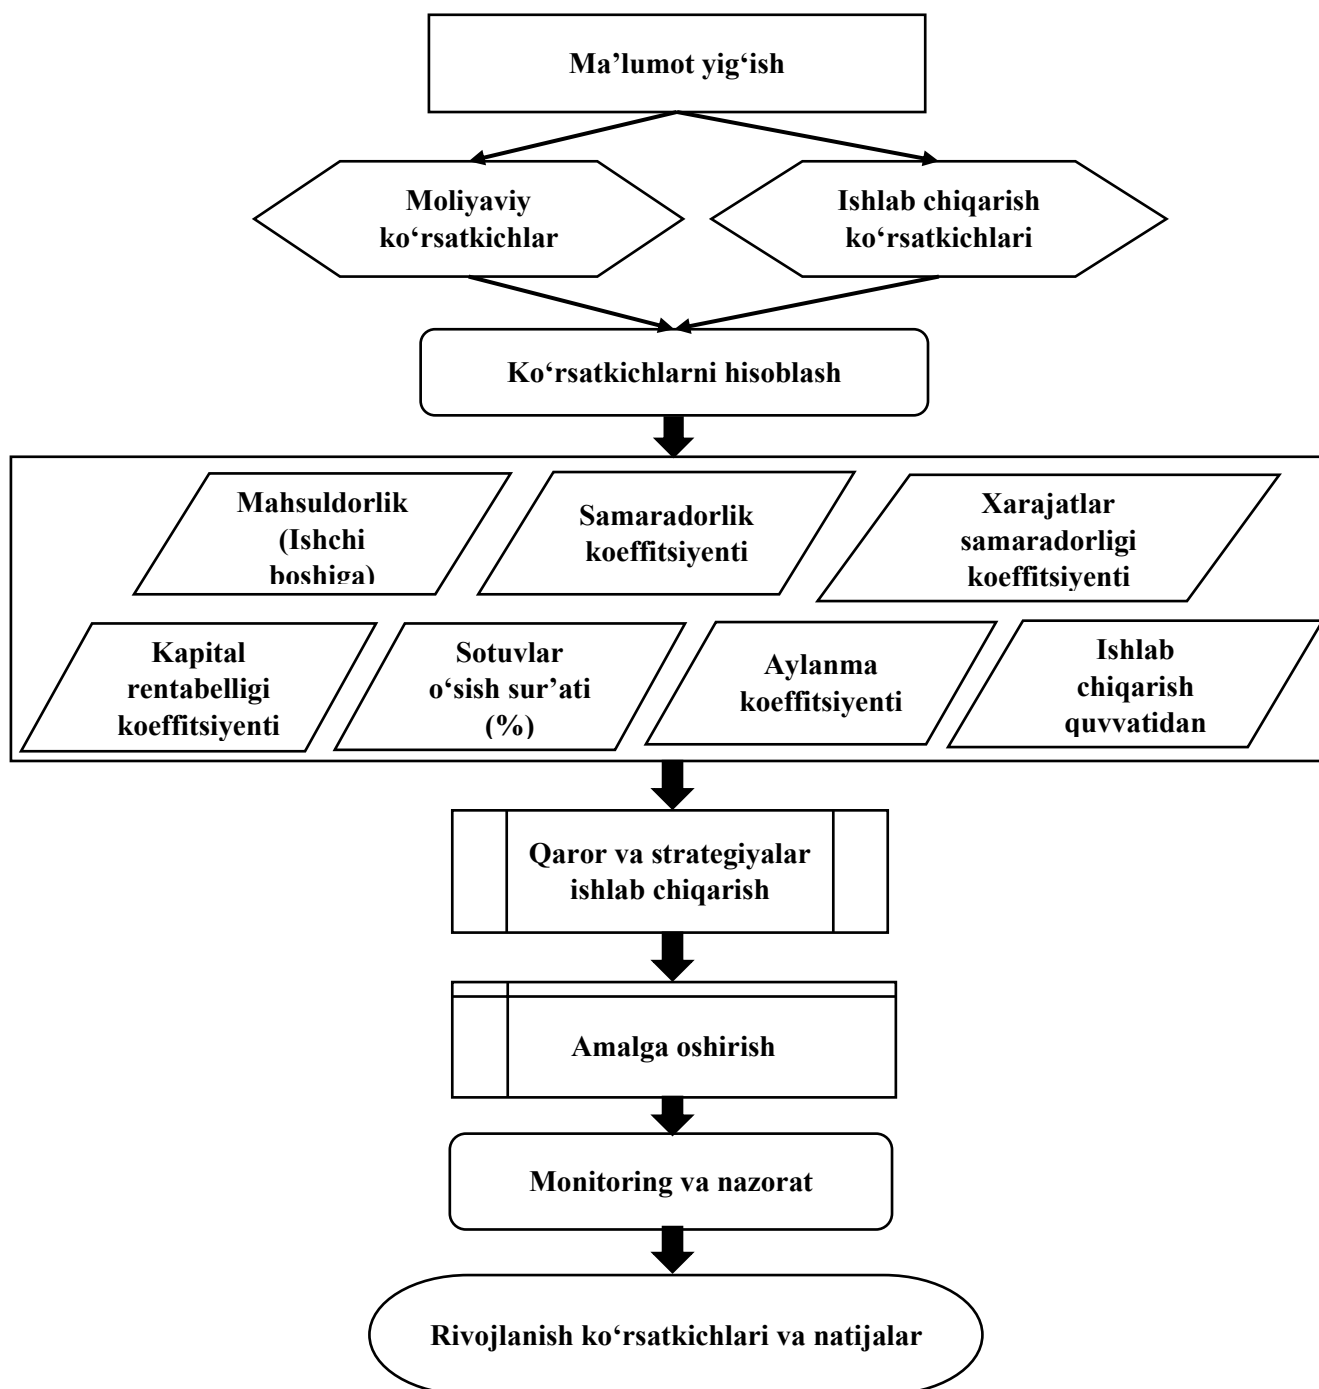 Ma’lumot yig‘ish
Moliyaviy
ko‘rsatkichlar
Ishlab chiqarish
ko‘rsatkichlari
Ko‘rsatkichlarni hisoblash
Mahsuldorlik
(Ishchi
boshiga)
Samaradorlik
koeffitsiyenti
Xarajatlar
samaradorligi
koeffitsiyenti
Kapital
rentabelligi
koeffitsiyenti
Sotuvlar
o‘sish sur’ati
(%)
Aylanma
koeffitsiyenti
Ishlab
chiqarish
quvvatidan
Qaror va strategiyalar
ishlab chiqarish
Amalga oshirish
Monitoring va nazorat
Rivojlanish ko‘rsatkichlari va natijalar